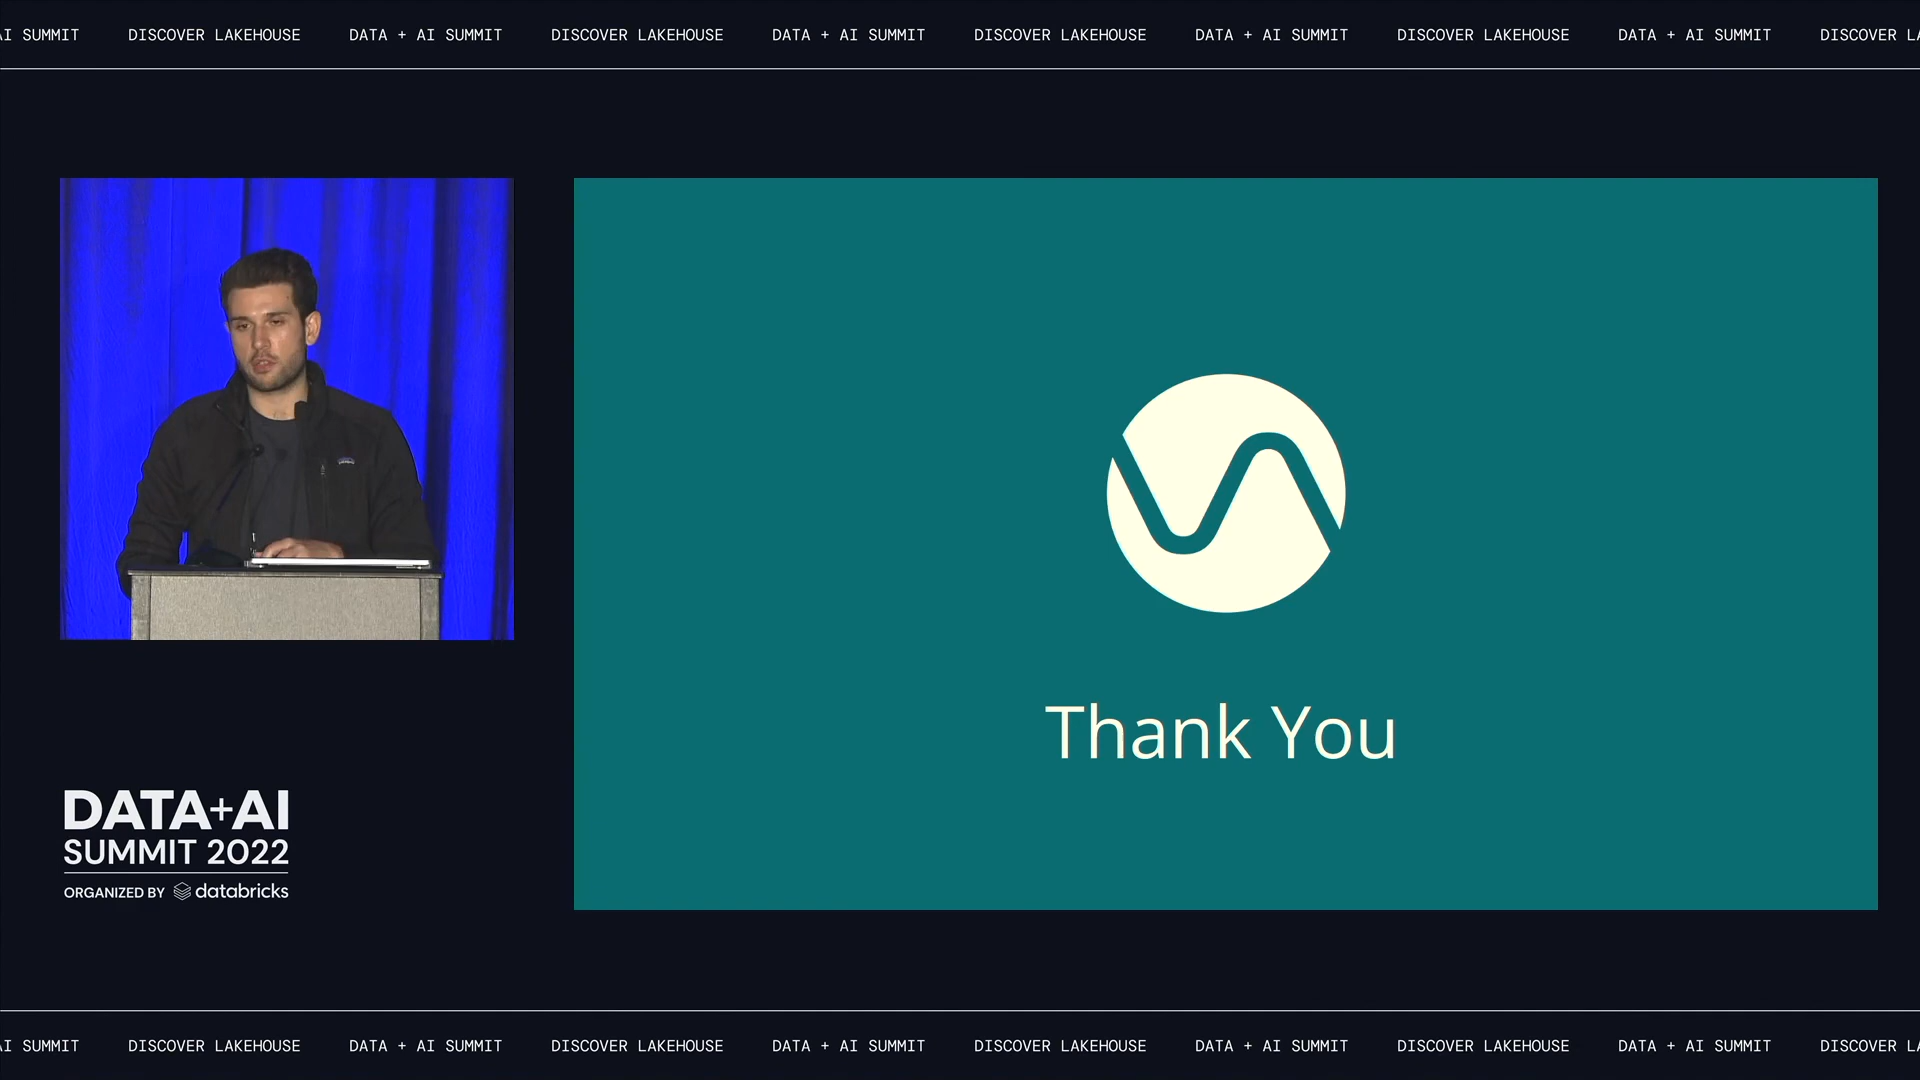 AI SUMMIT DISCOVER LAKEHOUSE DATA + AI SUMMIT DISCOVER LAKEHOUSE DATA + AI SUMMIT DISCOVER LAKEHOUSE DATA + AI SUMMIT DISCOVER LAKEHOUSE DATA + AI SUMMIT DISCOVER LA
Thank You
DATA+AI
SUMMIT 2022
ORGANIZED BY databricks
AI SUMMIT DISCOVER LAKEHOUSE DATA + AI SUMMIT DISCOVER LAKEHOUSE DATA + AI SUMMIT DISCOVER LAKEHOUSE DATA + AI SUMMIT DISCOVER LAKEHOUSE DATA + AI SUMMIT DISCOVER LA